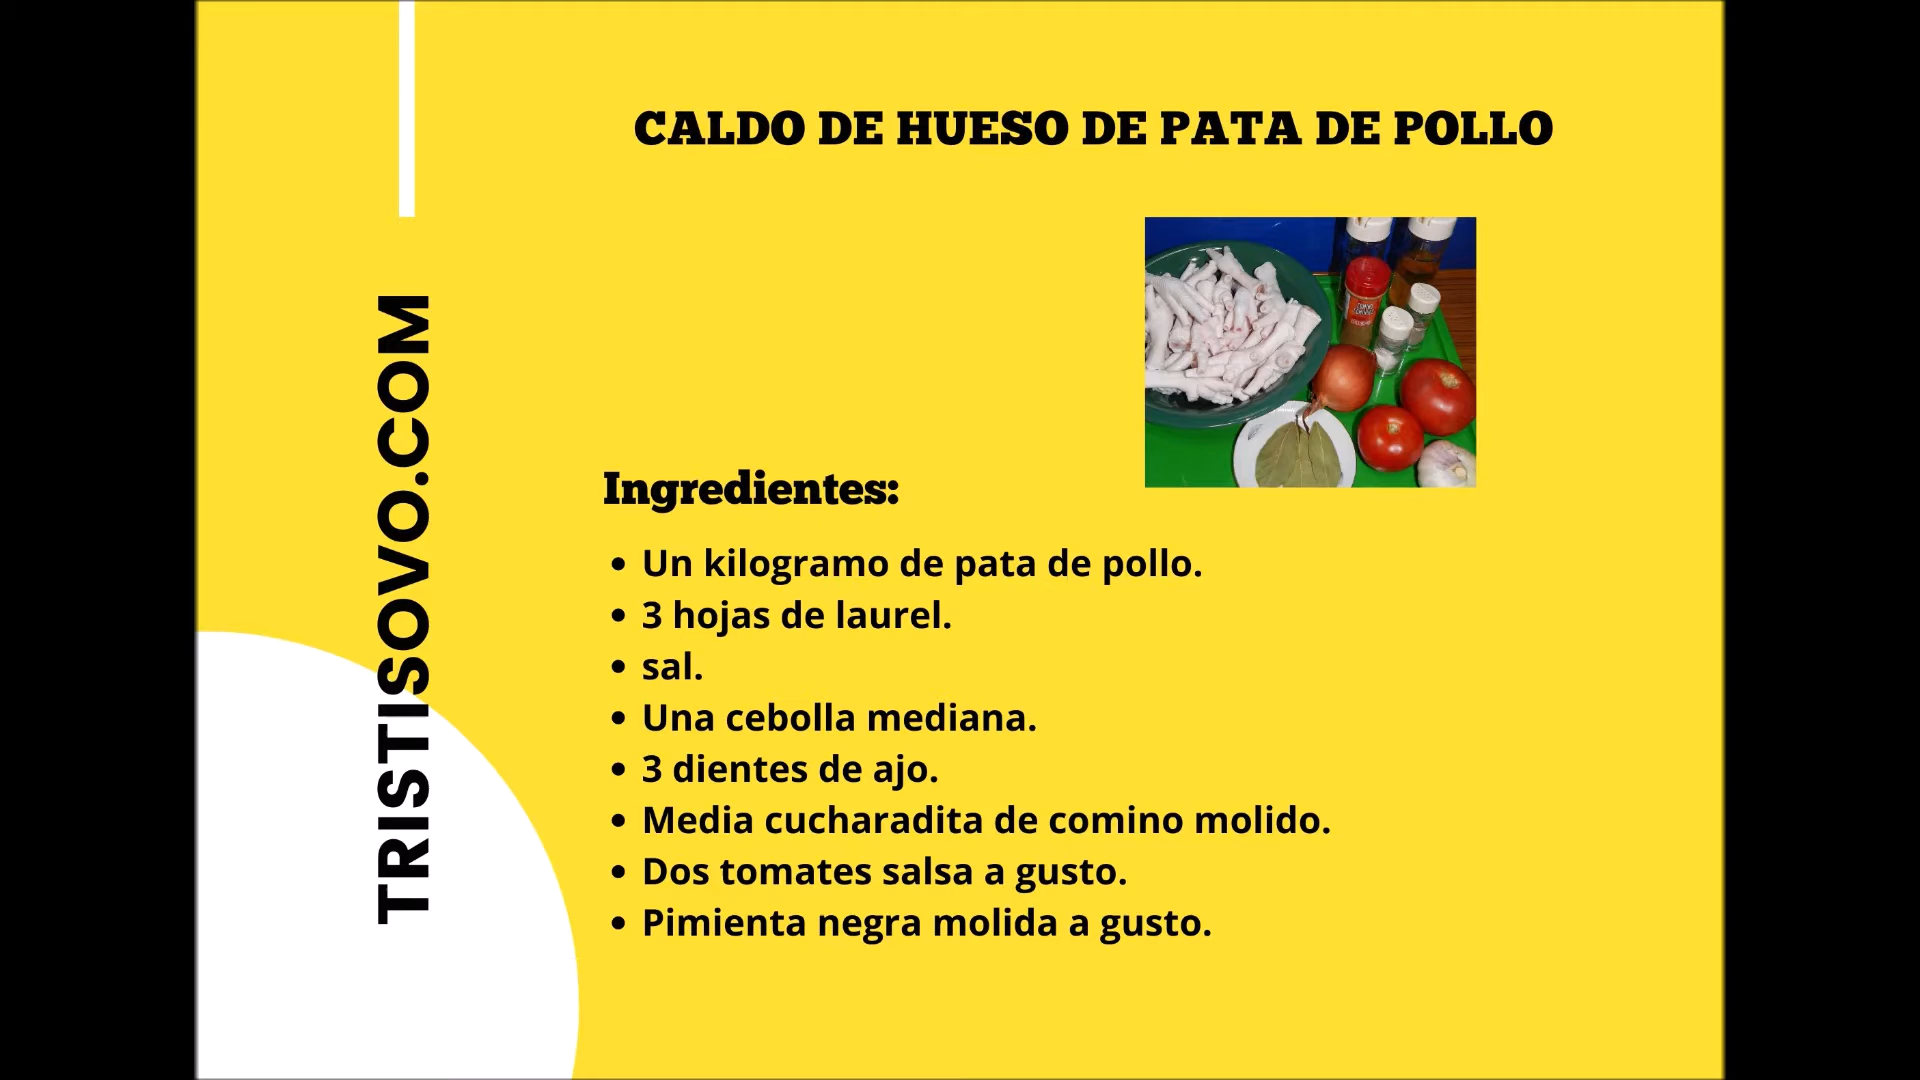 CALDO DE HUESO DE PATA DE POLLO
TRISTISOVO.COM
Ingredientes:
• Un kilogramo de pata de pollo.
• 3 hojas de laurel.
• sal.
• Una cebolla mediana.
• 3 dientes de ajo.
• Media cucharadita de comino molido.
• Dos tomates salsa a gusto.
• Pimienta negra molida a gusto.